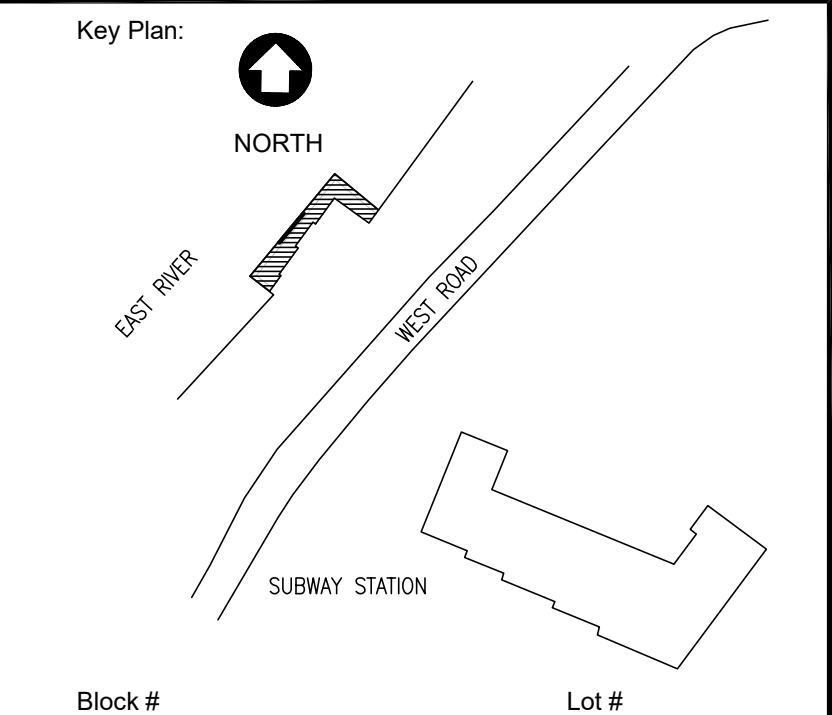 Key Plan:
NORTH
EAST RIVER
WEST ROAD
SUBWAY STATION
Block #
Lot #